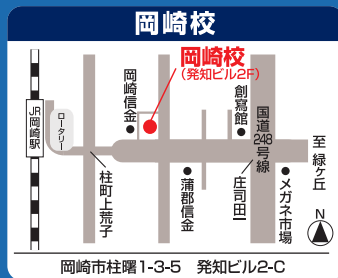 岡崎校
JR岡崎駅
ロータリー
岡崎信金
岡崎校
(発知ビル2F)
創寫館
国道248号線
至 緑ヶ丘
柱町上荒子
蒲郡信金
庄司田
メガネ市場
N
岡崎市柱曙1-3-5 発知ビル2-C